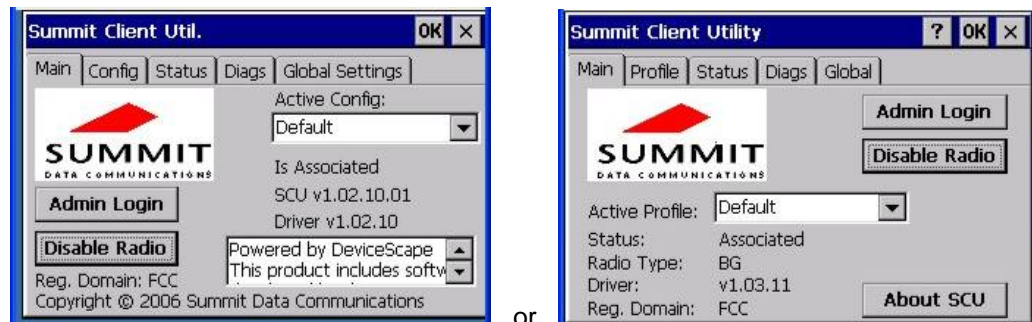 Summit Client Util. OK ×
Main Config Status Diags Global Settings
SUMMIT
DATA COMMUNICATIONS
Active Config:
Default
Is Associated
SCU v1.02.10.01
Driver v1.02.10
Admin Login
Disable Radio
Powered by DeviceScape
This product includes softw
Reg. Domain: FCC
Copyright © 2006 Summit Data Communications
or
Summit Client Utility ? OK ×
Main Profile Status Diags Global
SUMMIT
DATA COMMUNICATIONS
Admin Login
Disable Radio
Active Profile: Default
Status: Associated
Radio Type: BG
Driver: v1.03.11
Reg. Domain: FCC
About SCU